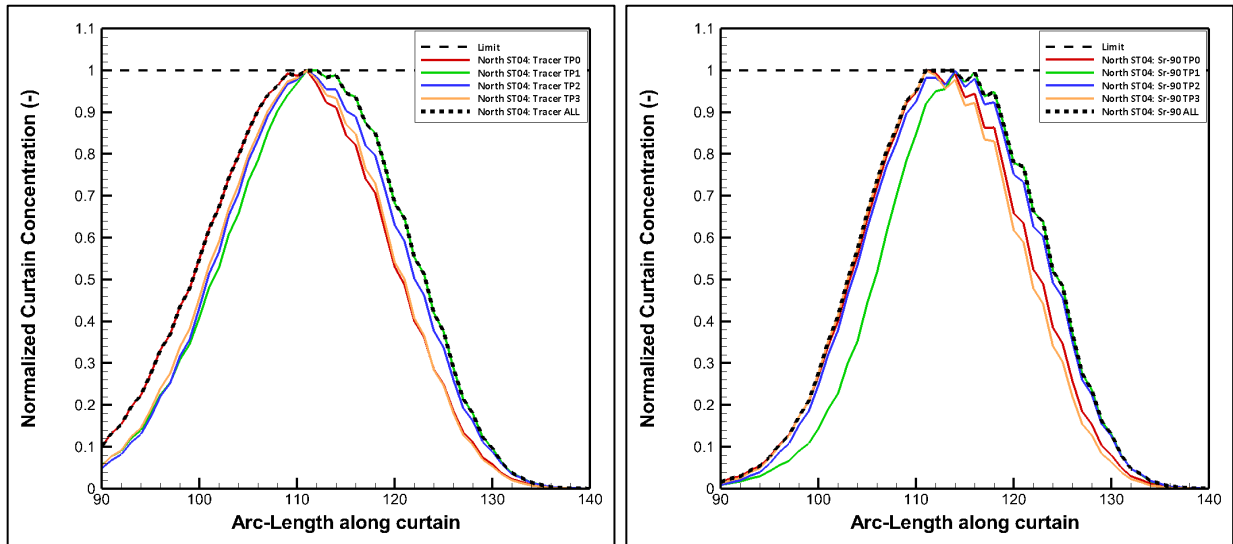 1.1
1
0.9
0.8
0.7
0.6
0.5
0.4
0.3
0.2
0.1
0
90
100
110
120
130
140
Normalized Curtain Concentration (-)
Arc-Length along curtain
Limit
North ST04: Tracer TP0
North ST04: Tracer TP1
North ST04: Tracer TP2
North ST04: Tracer TP3
North ST04: Tracer ALL
1.1
1
0.9
0.8
0.7
0.6
0.5
0.4
0.3
0.2
0.1
0
90
100
110
120
130
140
Normalized Curtain Concentration (-)
Arc-Length along curtain
Limit
North ST04: Sr-90 TP0
North ST04: Sr-90 TP1
North ST04: Sr-90 TP2
North ST04: Sr-90 TP3
North ST04: Sr-90 ALL